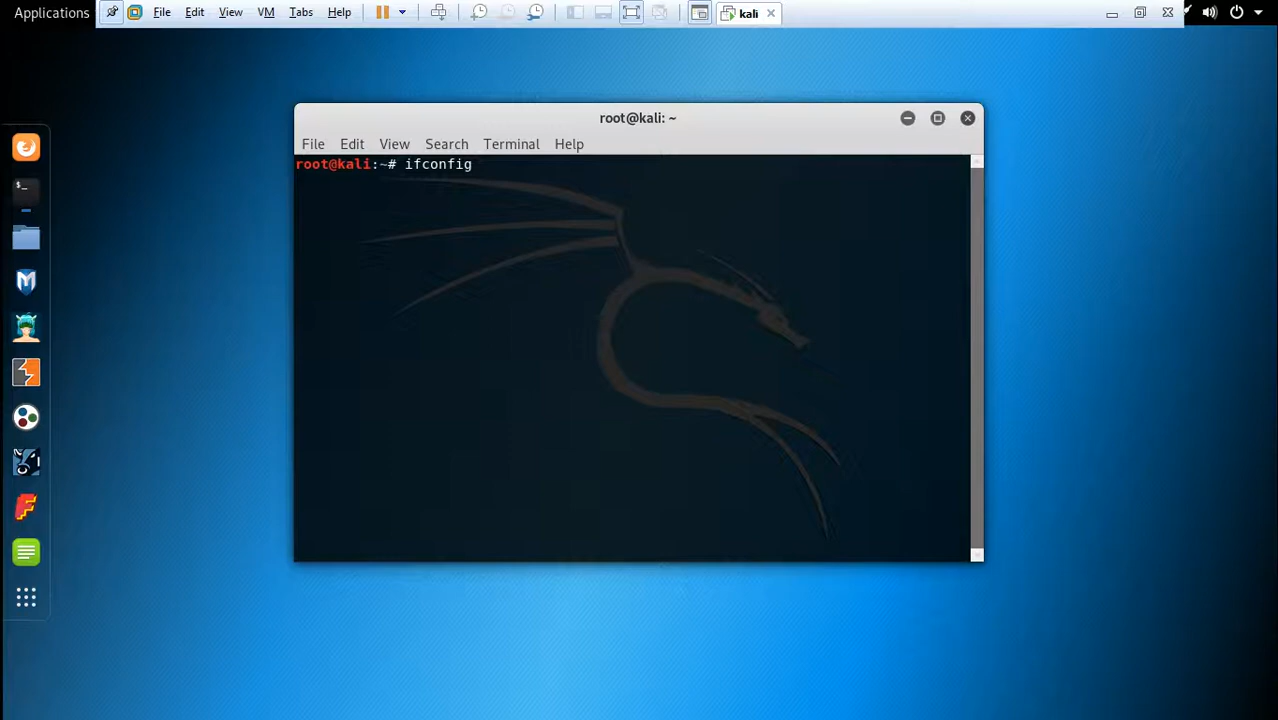 Applications File Edit View VM Tabs Help kali
root@kali: ~
File Edit View Search Terminal Help
root@kali:~# ifconfig